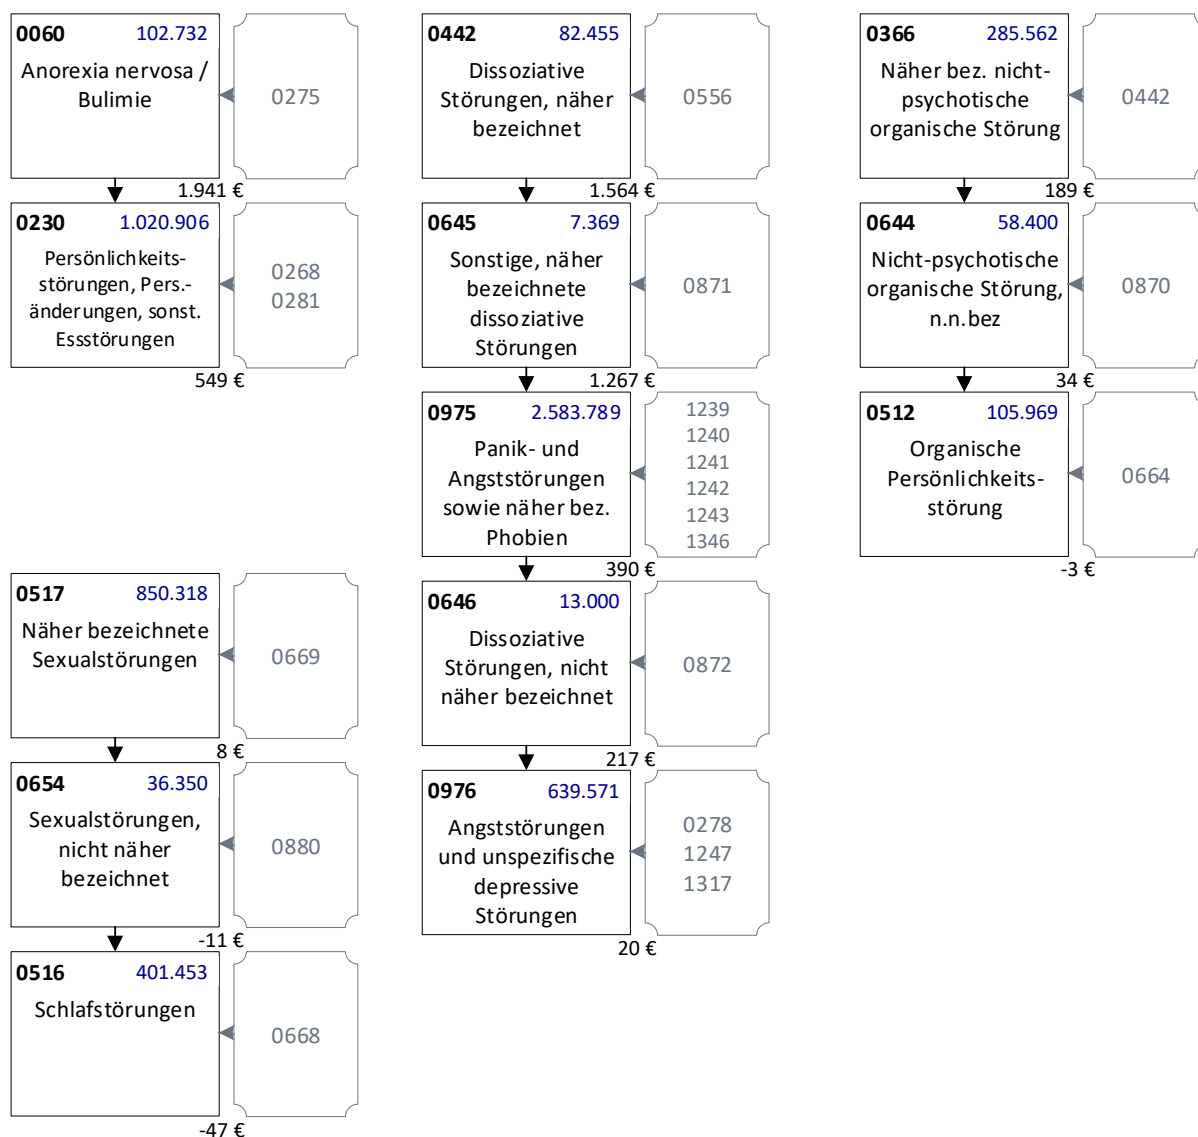 0060 102.732
Anorexia nervosa /
Bulimie
0275
1.941 €
0230 1.020.906
Persönlichkeits-
störungen, Pers.-
änderungen, sonst.
Essstörungen
0268
0281
549 €
0517 850.318
Näher bezeichnete
Sexualstörungen
0669
8 €
0654 36.350
Sexualstörungen,
nicht näher
bezeichnet
0880
-11 €
0516 401.453
Schlafstörungen
0668
-47 €
0442 82.455
Dissoziative
Störungen, näher
bezeichnet
0556
1.564 €
0645 7.369
Sonstige, näher
bezeichnete
dissoziative
Störungen
0871
1.267 €
0975 2.583.789
Panik- und
Angststörungen
sowie näher bez.
Phobien
1239
1240
1241
1242
1243
1346
390 €
0646 13.000
Dissoziative
Störungen, nicht
näher bezeichnet
0872
217 €
0976 639.571
Angststörungen
und unspezifische
depressive
Störungen
0278
1247
1317
20 €
0366 285.562
Näher bez. nicht-
psychotische
organische Störung
0442
189 €
0644 58.400
Nicht-psychotische
organische Störung,
n.n.bez
0870
34 €
0512 105.969
Organische
Persönlichkeits-
störung
0664
-3 €